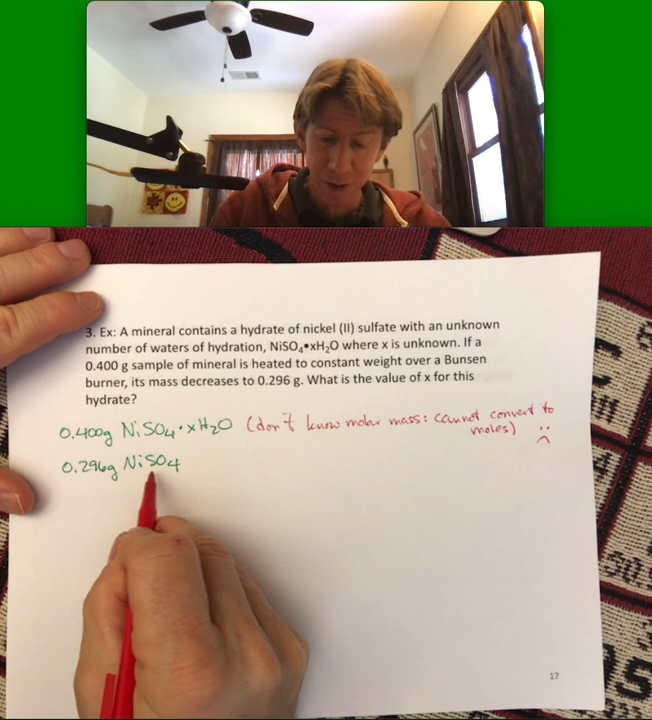 3. Ex: A mineral contains a hydrate of nickel (II) sulfate with an unknown
number of waters of hydration, NiSO₄•xH₂O where x is unknown. If a
0.400 g sample of mineral is heated to constant weight over a Bunsen
burner, its mass decreases to 0.296 g. What is the value of x for this
hydrate?
0.400g NiSO4•xH2O (don't know molar mass: cannot convert to
moles) :(
0.296g NiSO4
17